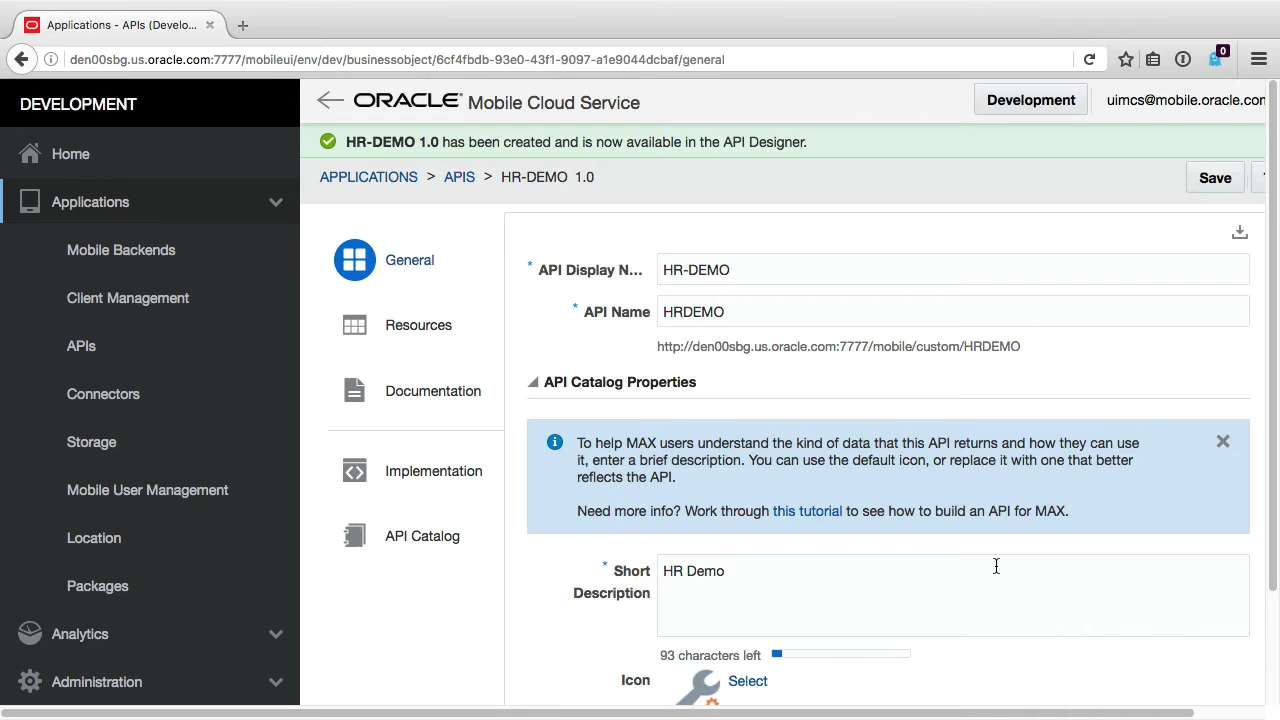 Applications - APIs (Develo...
den00sbg.us.oracle.com:7777/mobileui/env/dev/businessobject/6cf4fbdb-93e0-43f1-9097-a1e9044dcbaf/general
0
DEVELOPMENT
ORACLE Mobile Cloud Service
Development
uimcs@mobile.oracle.com
HR-DEMO 1.0 has been created and is now available in the API Designer.
APPLICATIONS > APIS > HR-DEMO 1.0
Save
Home
Applications
Mobile Backends
Client Management
APIs
Connectors
Storage
Mobile User Management
Location
Packages
Analytics
Administration
General
Resources
Documentation
Implementation
API Catalog
* API Display N... HR-DEMO
* API Name HRDEMO
http://den00sbg.us.oracle.com:7777/mobile/custom/HRDEMO
API Catalog Properties
To help MAX users understand the kind of data that this API returns and how they can use
it, enter a brief description. You can use the default icon, or replace it with one that better
reflects the API.
Need more info? Work through this tutorial to see how to build an API for MAX.
* Short HR Demo
Description
93 characters left
Icon Select